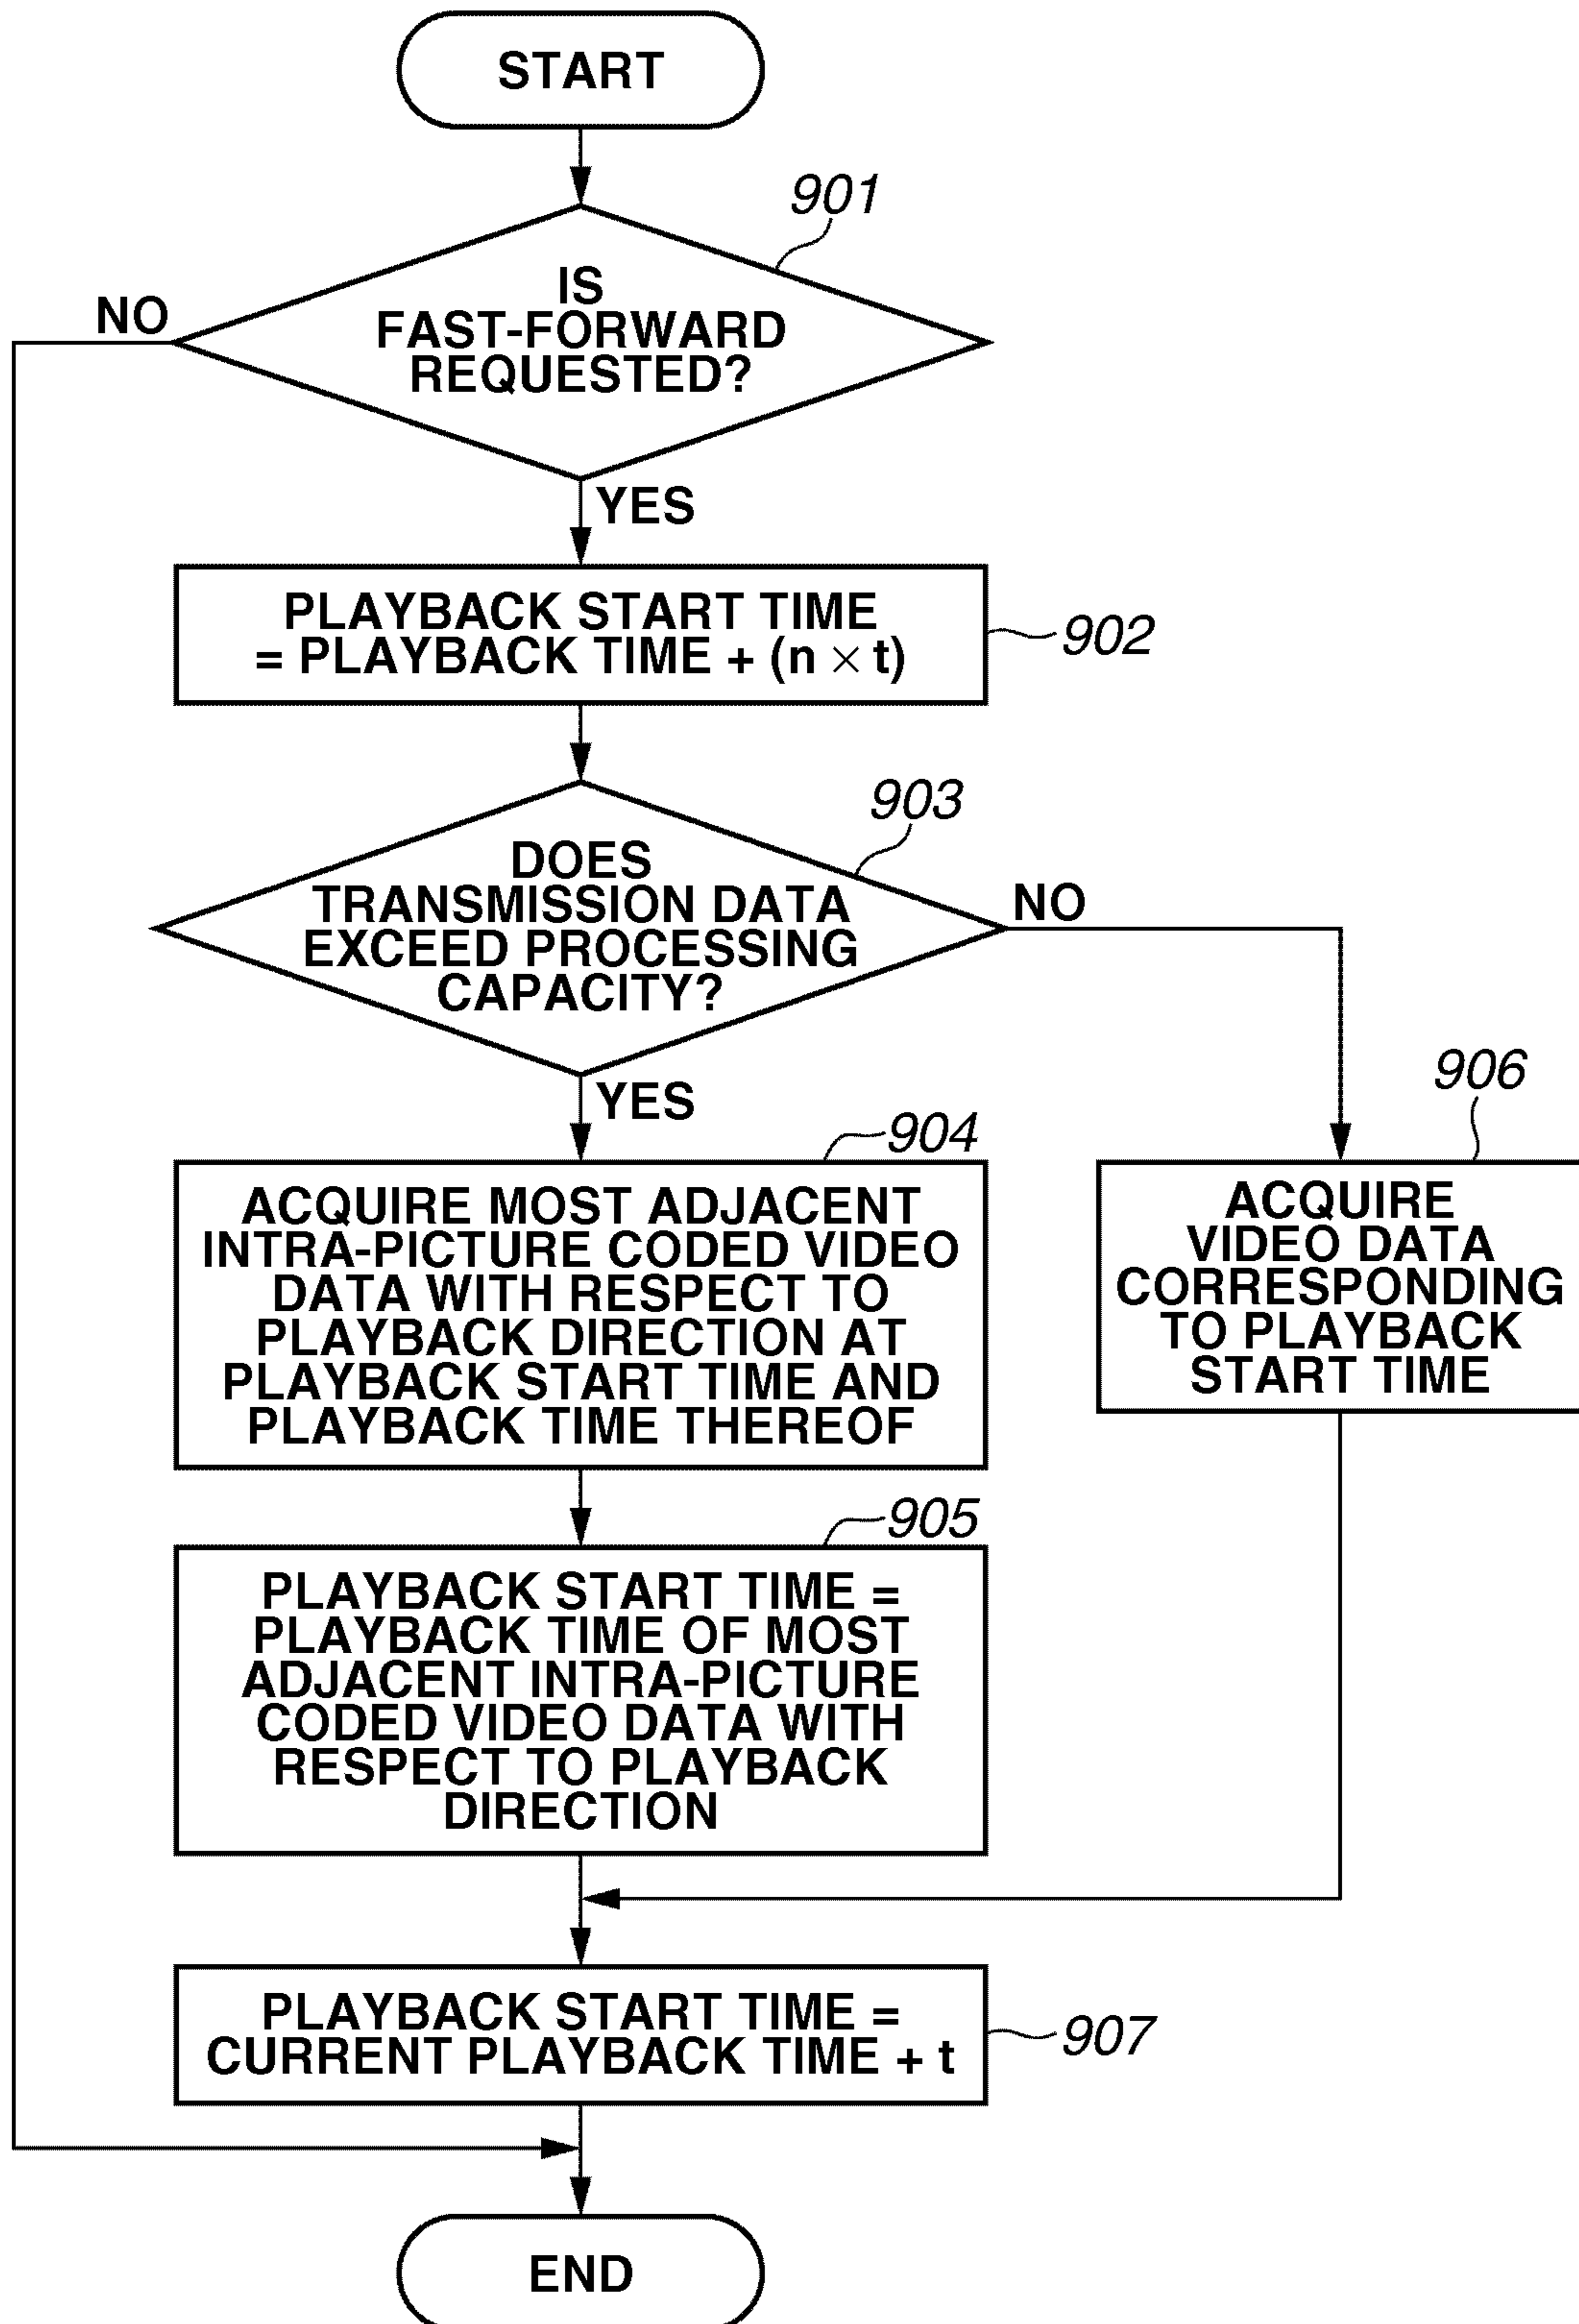 START
901
IS
FAST-FORWARD
REQUESTED?
NO
YES
PLAYBACK START TIME
= PLAYBACK TIME + (n × t)
902
903
DOES
TRANSMISSION DATA
EXCEED PROCESSING
CAPACITY?
NO
YES
904
ACQUIRE MOST ADJACENT
INTRA-PICTURE CODED VIDEO
DATA WITH RESPECT TO
PLAYBACK DIRECTION AT
PLAYBACK START TIME AND
PLAYBACK TIME THEREOF
906
ACQUIRE
VIDEO DATA
CORRESPONDING
TO PLAYBACK
START TIME
905
PLAYBACK START TIME =
PLAYBACK TIME OF MOST
ADJACENT INTRA-PICTURE
CODED VIDEO DATA WITH
RESPECT TO PLAYBACK
DIRECTION
PLAYBACK START TIME =
CURRENT PLAYBACK TIME + t
907
END